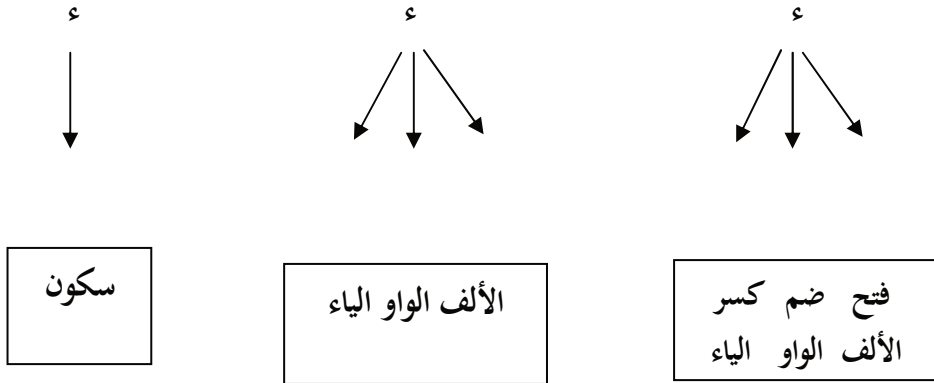 ء
ء
ء
فتح ضم كسر
الألف الواو الياء
الألف الواو الياء
سكون